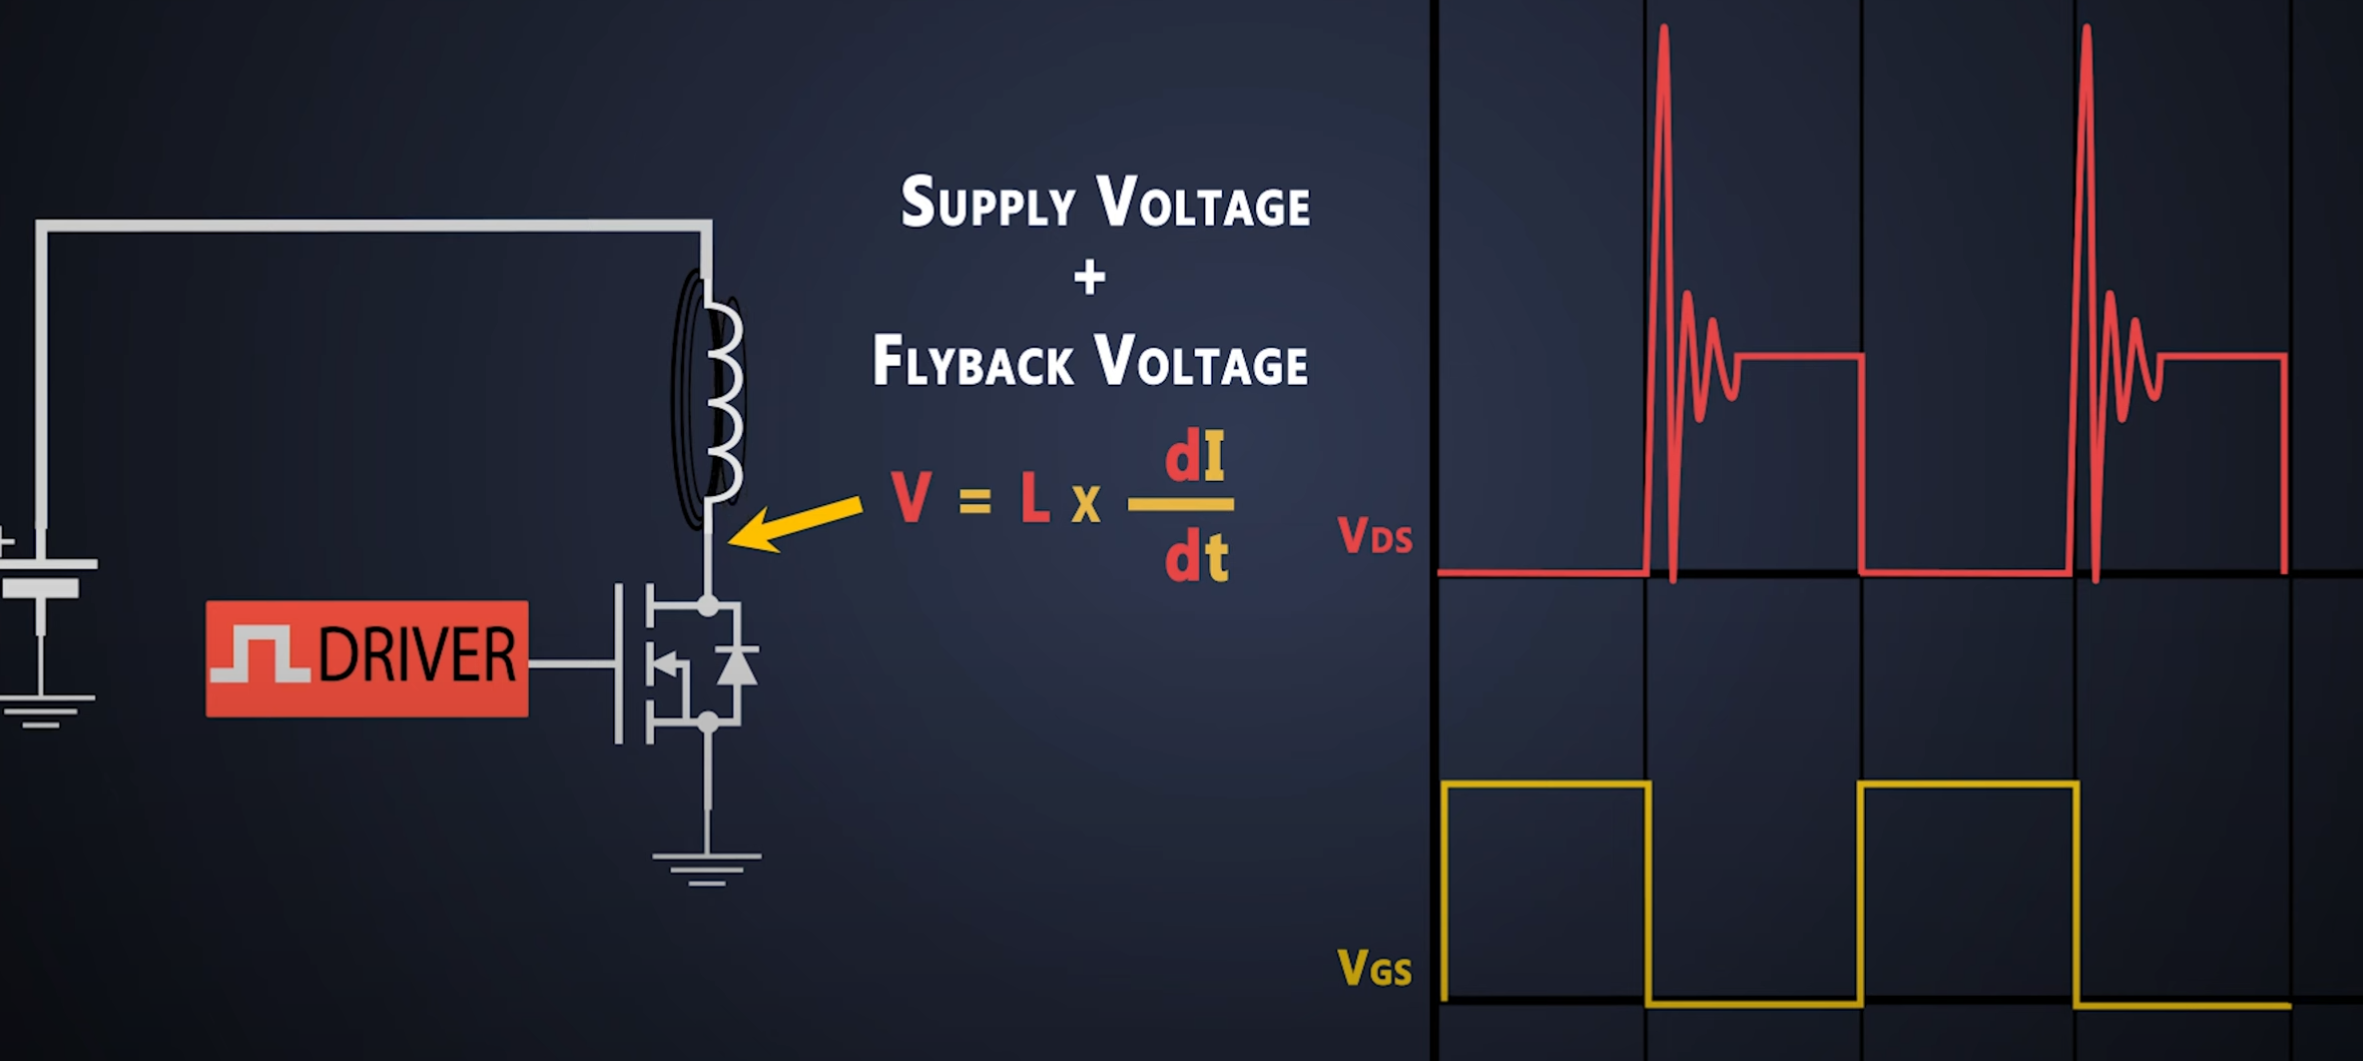 SUPPLY VOLTAGE
+
FLYBACK VOLTAGE
V = L x dI
dt
VDS
+
DRIVER
VGS